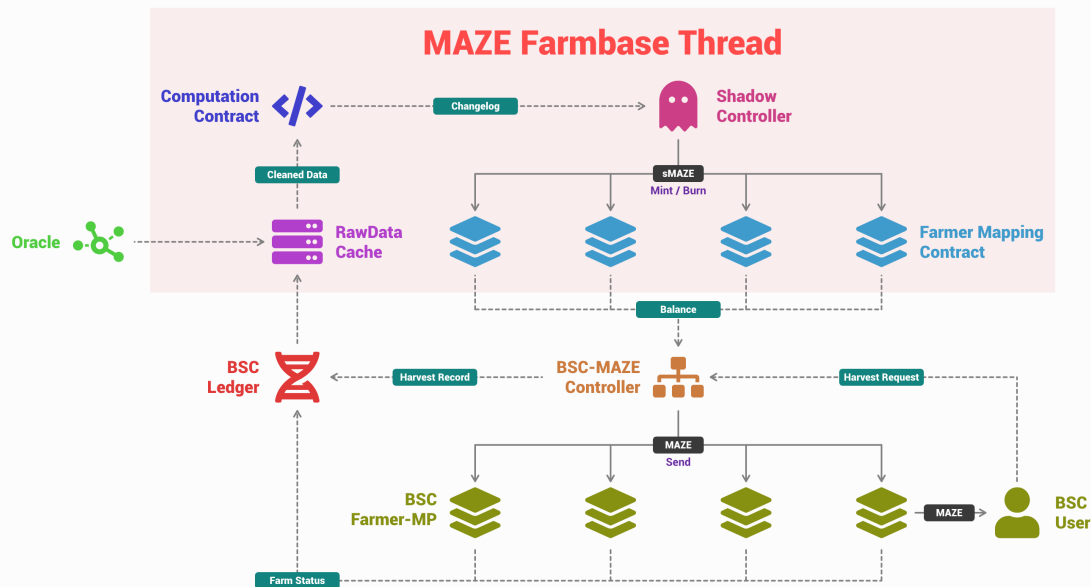 MAZE Farmbase Thread
Computation
Contract
Changelog
Shadow
Controller
Cleaned Data
sMAZE
Mint / Burn
Oracle
RawData
Cache
Farmer Mapping
Contract
Balance
BSC
Ledger
Harvest Record
BSC-MAZE
Controller
Harvest Request
MAZE
Send
BSC
Farmer-MP
MAZE
BSC
User
Farm Status